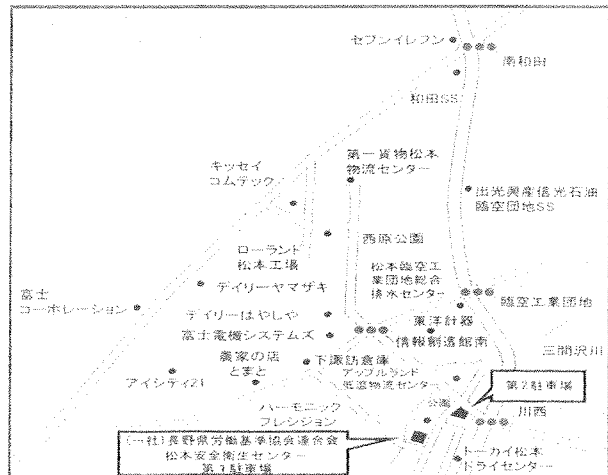 セブンイレブン
南和田
和田SS
第一貨物松本
物流センター
キッセイ
コムテック
出光興産信光石油
臨空団地SS
西原公園
ローランド
松本工場
松本臨空工
業団地総合
排水センター
デイリーヤマザキ
富士
コーポレーション
臨空工業団地
デイリーはやしや
東洋計器
富士電機システムズ
情報創造館南
三間沢川
農家の店
とまと
下諏訪倉庫
アップルランド
低温物流センター
アイシティ21
第2駐車場
公園
ハーモニック
プレシジョン
川西
(一社)長野県労働基準協会連合会
松本安全衛生センター
第1駐車場
トーカイ松本
ドライセンター